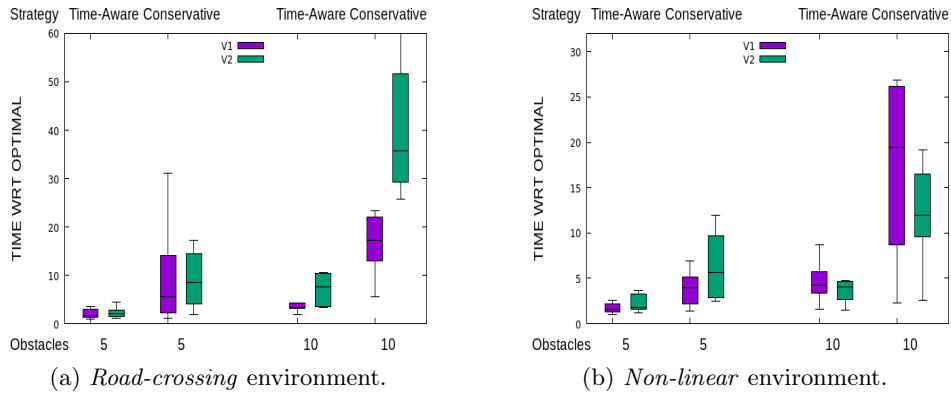 Strategy Time-Aware Conservative Time-Aware Conservative
60
50
40
30
20
10
0
TIME WRT OPTIMAL
V1
V2
Obstacles 5 5 10 10
(a) Road-crossing environment.
Strategy Time-Aware Conservative Time-Aware Conservative
30
25
20
15
10
5
0
TIME WRT OPTIMAL
V1
V2
Obstacles 5 5 10 10
(b) Non-linear environment.